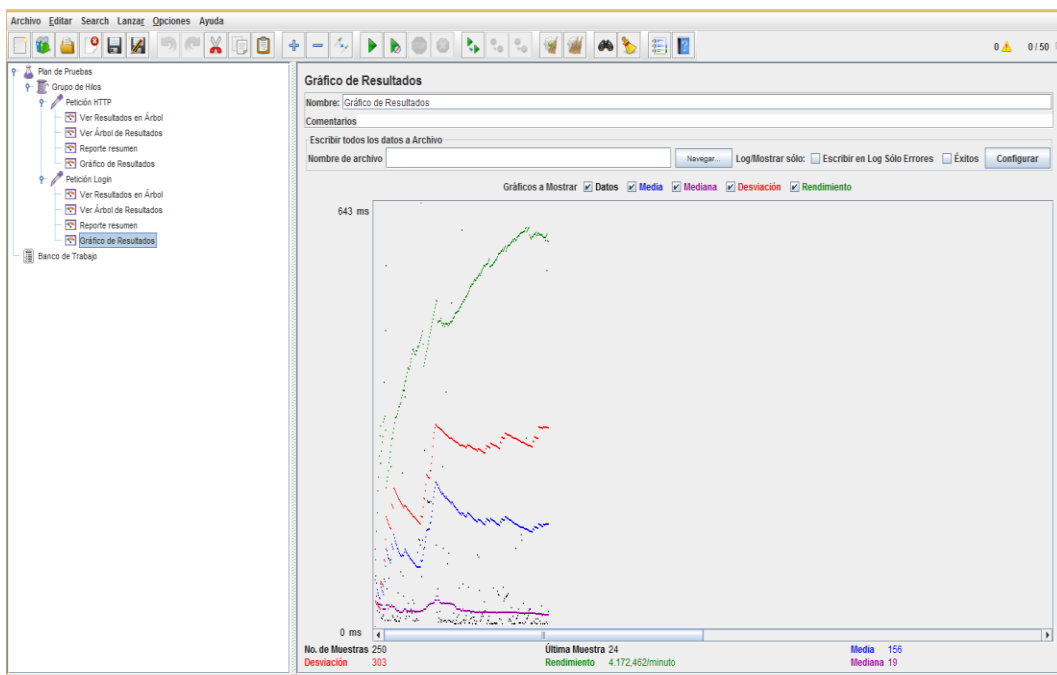 Archivo Editar Search Lanzar Opciones Ayuda
0 0/50
Plan de Pruebas
Grupo de Hilos
Petición HTTP
Ver Resultados en Árbol
Ver Árbol de Resultados
Reporte resumen
Gráfico de Resultados
Petición Login
Ver Resultados en Árbol
Ver Árbol de Resultados
Reporte resumen
Gráfico de Resultados
Banco de Trabajo
Gráfico de Resultados
Nombre: Gráfico de Resultados
Comentarios
Escribir todos los datos a Archivo
Nombre de archivo Navegar... Log/Mostrar sólo: Escribir en Log Sólo Errores Éxitos Configurar
Gráficos a Mostrar Datos Media Mediana Desviación Rendimiento
643 ms
0 ms
No. de Muestras 250 Última Muestra 24 Media 156
Desviación 303 Rendimiento 4.172,462/minuto Mediana 19